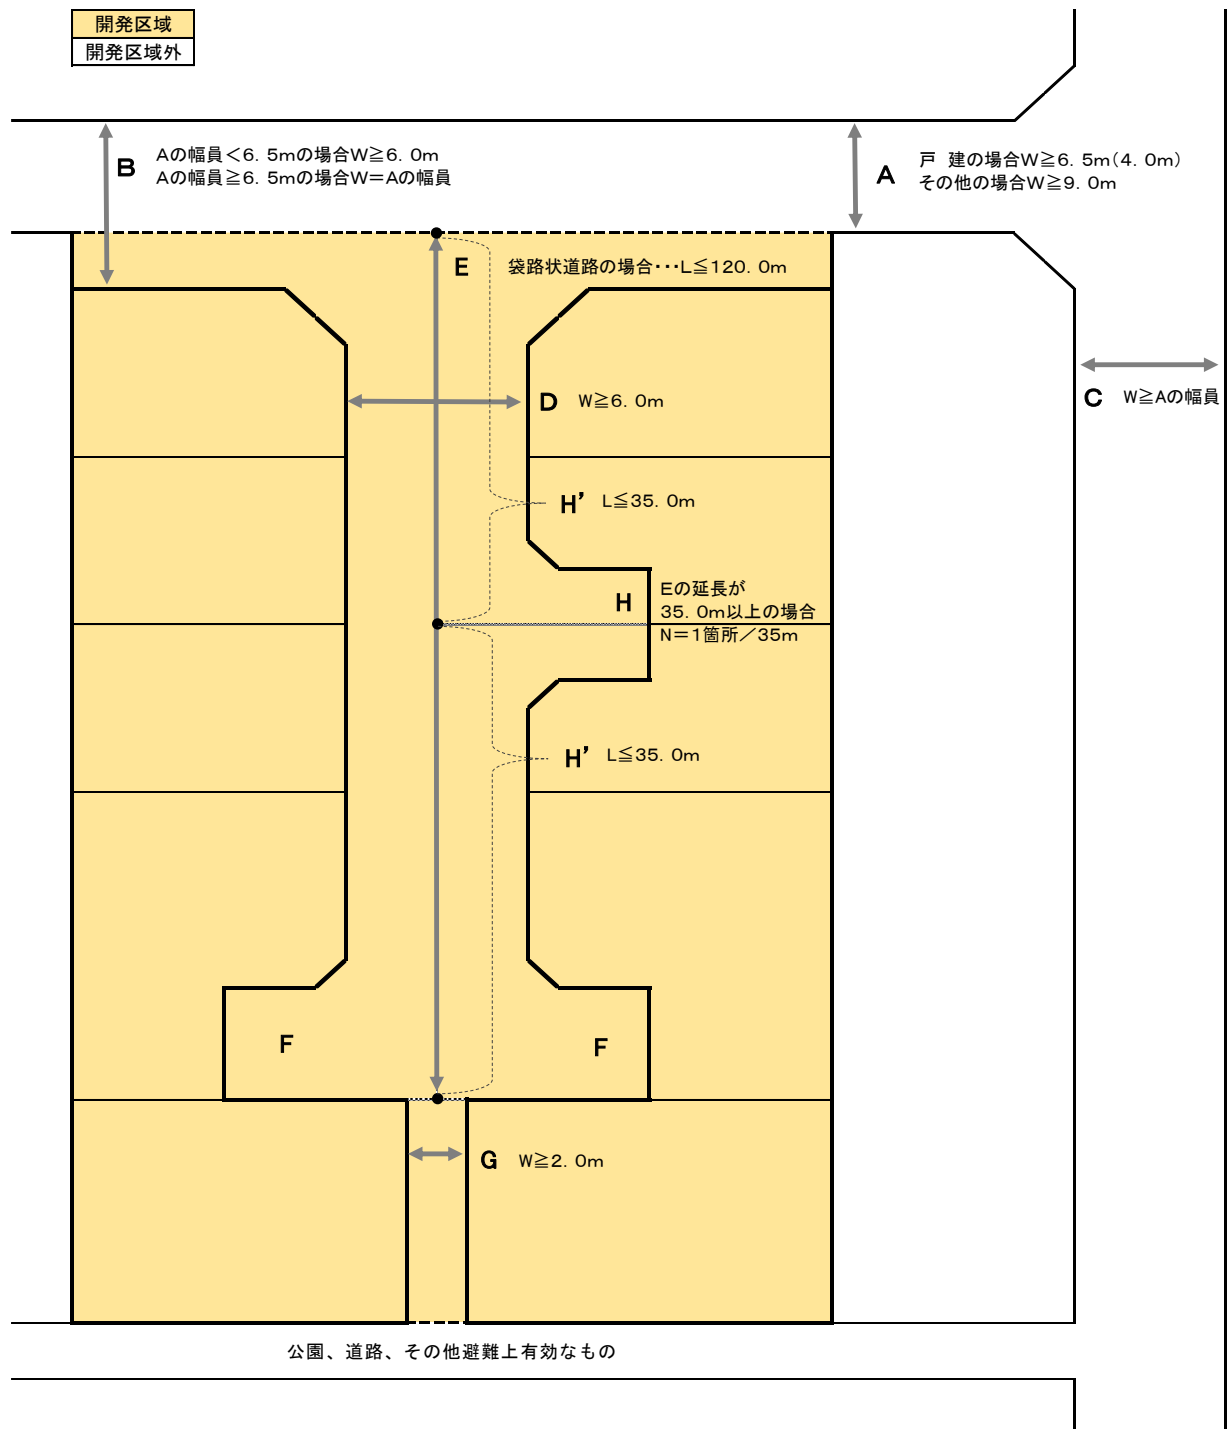 開発区域
開発区域外
B
Aの幅員＜6．5mの場合W≧6．0m
Aの幅員≧6．5mの場合W＝Aの幅員
A
戸 建の場合W≧6．5m（4．0m）
その他の場合W≧9．0m
E
袋路状道路の場合・・・L≦120．0m
D
W≧6．0m
C
W≧Aの幅員
H’
L≦35．0m
H
Eの延長が
35．0m以上の場合
N＝1箇所／35m
H’
L≦35．0m
F
F
G
W≧2．0m
公園、道路、その他避難上有効なもの